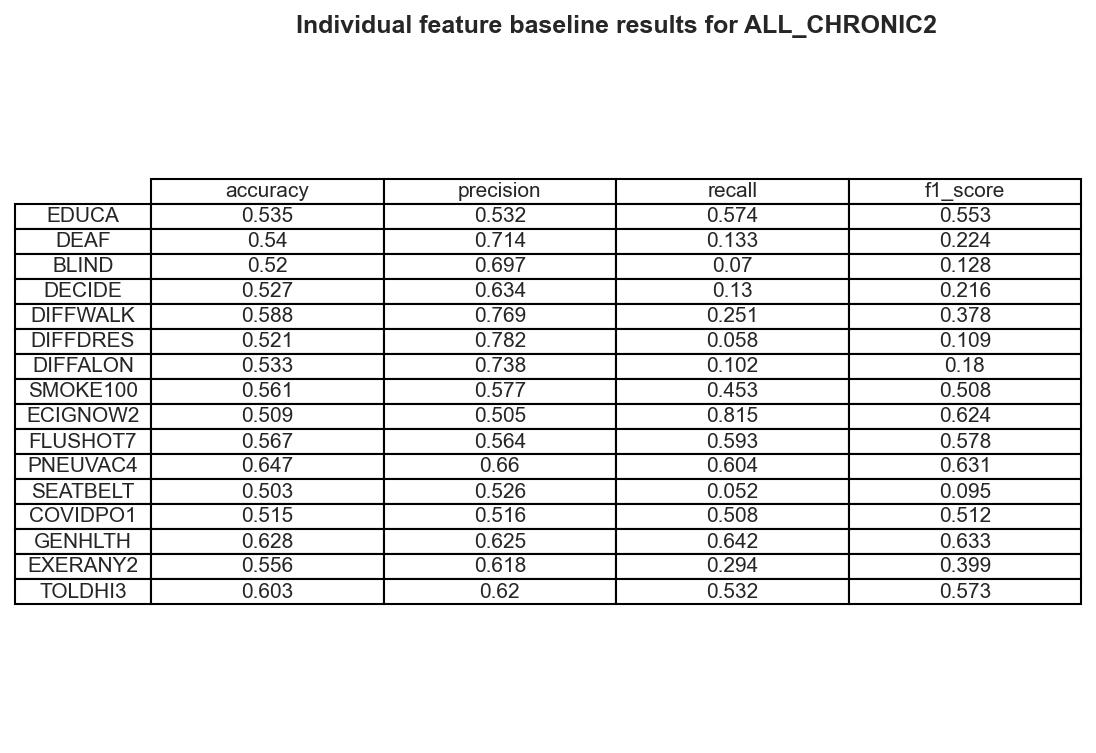 Individual feature baseline results for ALL_CHRONIC2
accuracy precision recall f1_score
EDUCA 0.535 0.532 0.574 0.553
DEAF 0.54 0.714 0.133 0.224
BLIND 0.52 0.697 0.07 0.128
DECIDE 0.527 0.634 0.13 0.216
DIFFWALK 0.588 0.769 0.251 0.378
DIFFDRES 0.521 0.782 0.058 0.109
DIFFALON 0.533 0.738 0.102 0.18
SMOKE100 0.561 0.577 0.453 0.508
ECIGNOW2 0.509 0.505 0.815 0.624
FLUSHOT7 0.567 0.564 0.593 0.578
PNEUVAC4 0.647 0.66 0.604 0.631
SEATBELT 0.503 0.526 0.052 0.095
COVIDPO1 0.515 0.516 0.508 0.512
GENHLTH 0.628 0.625 0.642 0.633
EXERANY2 0.556 0.618 0.294 0.399
TOLDHI3 0.603 0.62 0.532 0.573